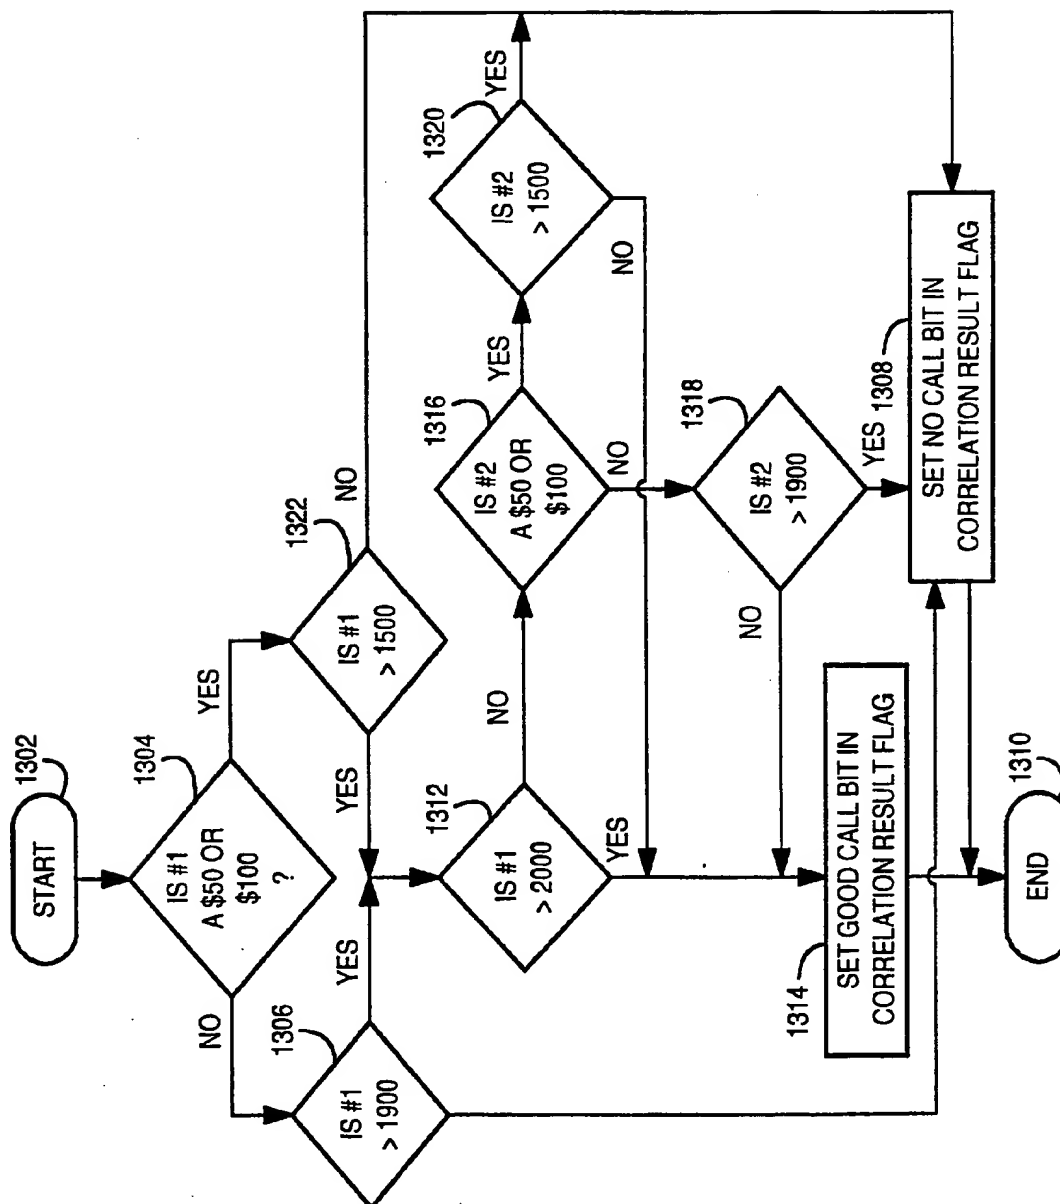 START
1302
IS #1
A $50 OR
$100
?
1304
NO
YES
IS #1
> 1900
1306
YES
IS #1
> 1500
1322
YES
NO
IS #1
> 2000
1312
NO
YES
IS #2
A $50 OR
$100
1316
YES
NO
IS #2
> 1500
1320
YES
NO
IS #2
> 1900
1318
NO
YES
SET GOOD CALL BIT IN
CORRELATION RESULT FLAG
1314
SET NO CALL BIT IN
CORRELATION RESULT FLAG
1308
END
1310